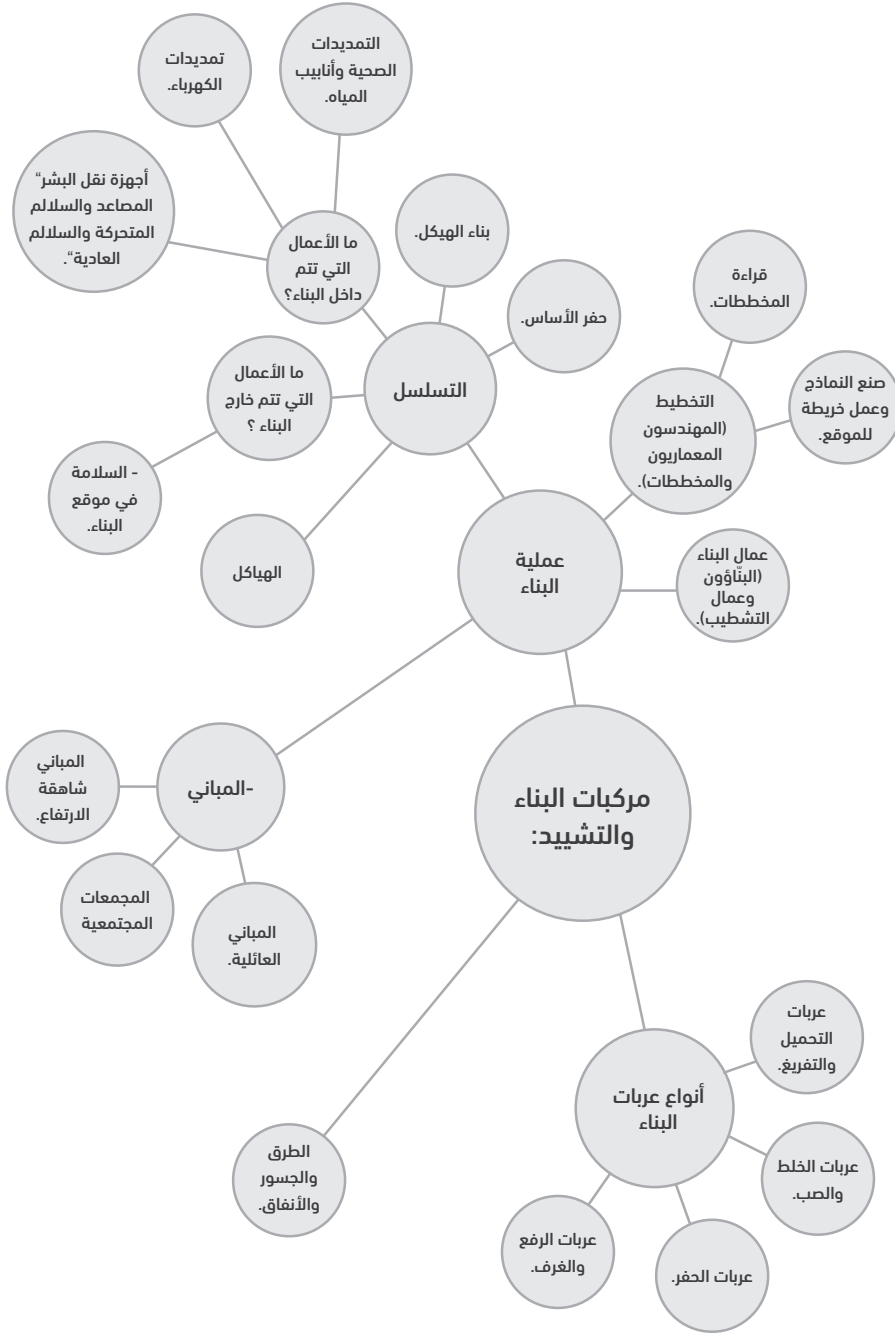 التمديدات
الصحية وأنابيب
المياه.
تمديدات
الكهرباء.
أجهزة نقل البشر“
المصاعد والسلالم
المتحركة والسلالم
العادية“.
ما الأعمال
التي تتم
داخل البناء؟
بناء الهيكل.
حفر الأساس.
قراءة
المخططات.
صنع النماذج
وعمل خريطة
للموقع.
التخطيط
(المهندسون
المعماريون
والمخططات).
التسلسل
ما الأعمال
التي تتم خارج
البناء ؟
- السلامة
في موقع
البناء.
الهياكل
عملية
البناء
عمال البناء
(البنّاؤون
وعمال
التشطيب).
-المباني
المباني
شاهقة
الارتفاع.
المجمعات
المجتمعية
المباني
العائلية.
مركبات البناء
والتشييد:
عربات
التحميل
والتفريغ.
أنواع عربات
البناء
عربات الخلط
والصب.
الطرق
والجسور
والأنفاق.
عربات الرفع
والغرف.
عربات الحفر.